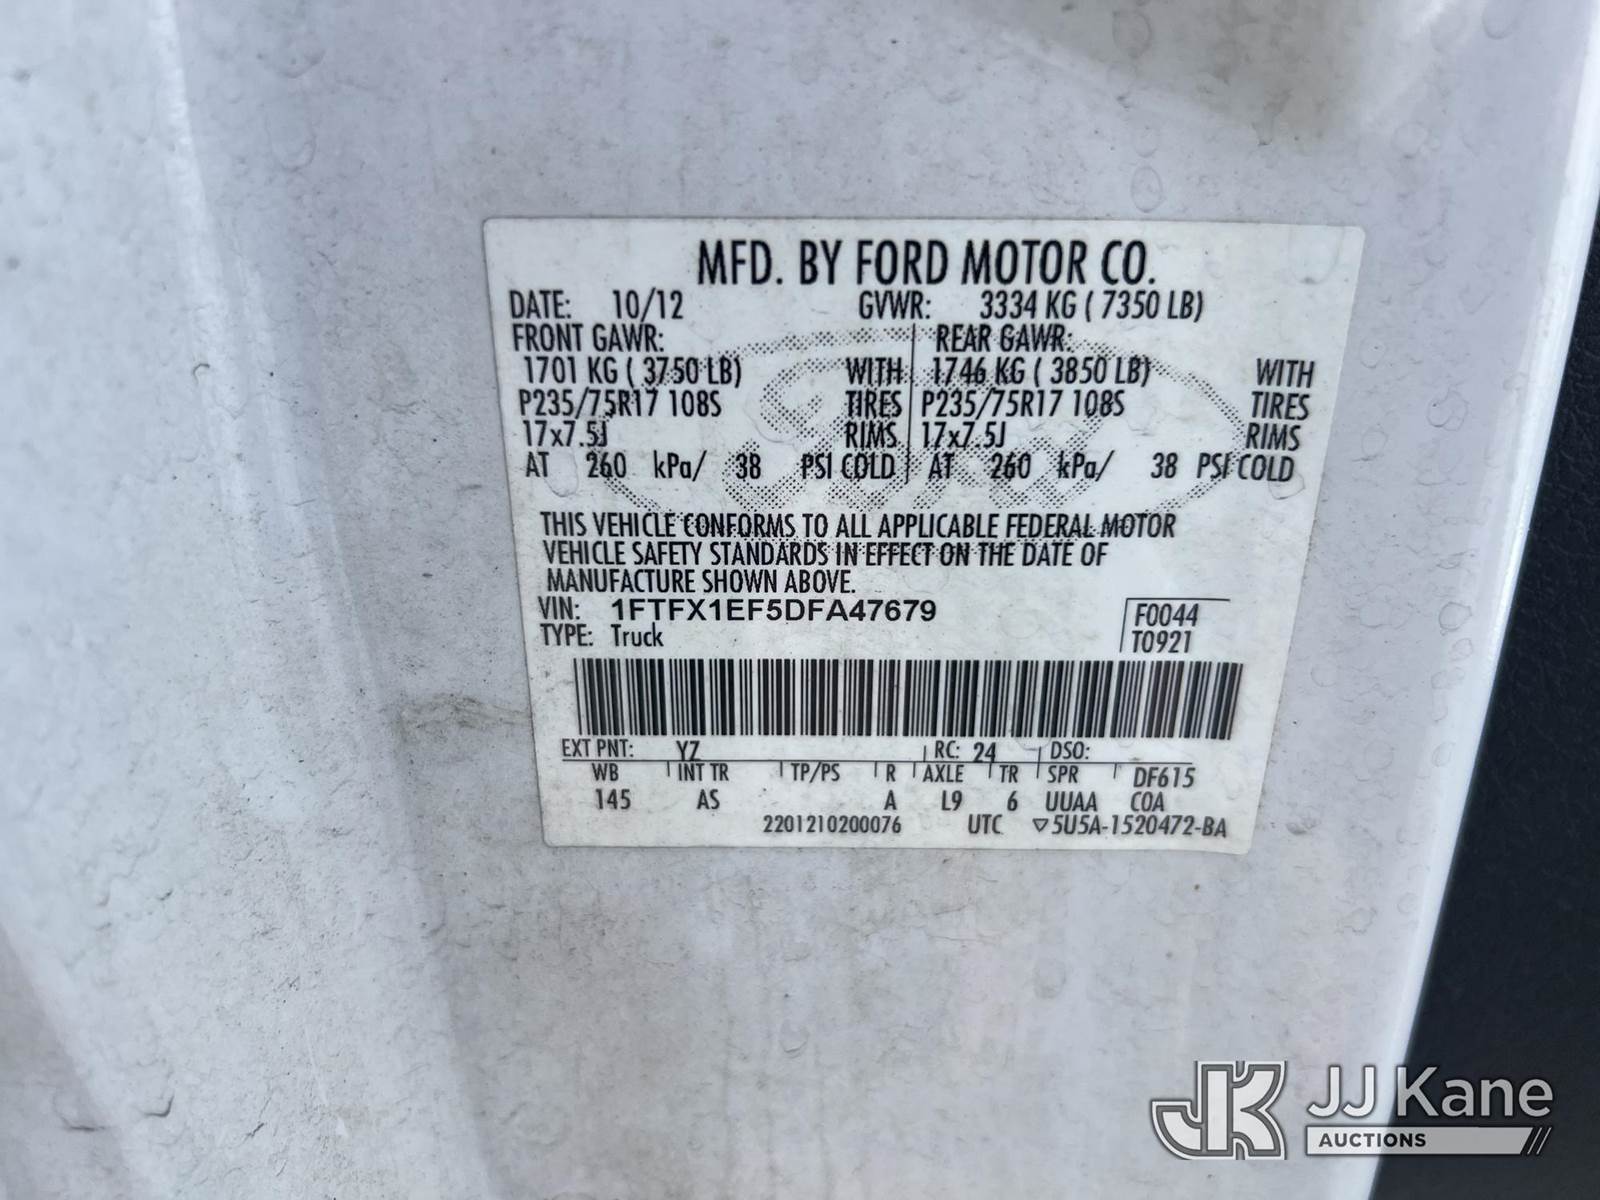 MFD. BY FORD MOTOR CO.
DATE: 10/12 GVWR: 3334 KG ( 7350 LB)
FRONT GAWR: REAR GAWR:
1701 KG ( 3750 LB) WITH 1746 KG ( 3850 LB) WITH
P235/75R17 108S TIRES P235/75R17 108S TIRES
17x7.5J RIMS 17x7.5J RIMS
AT 260 kPa/ 38 PSI COLD AT 260 kPa/ 38 PSI COLD
THIS VEHICLE CONFORMS TO ALL APPLICABLE FEDERAL MOTOR
VEHICLE SAFETY STANDARDS IN EFFECT ON THE DATE OF
MANUFACTURE SHOWN ABOVE.
VIN: 1FTFX1EF5DFA47679 F0044
TYPE: Truck T0921
EXT PNT: YZ RC: 24 DSO:
WB INT TR TP/PS R AXLE TR SPR DF615
145 AS A L9 6 UUAA COA
2201210200076 UTC ▽5U5A-1520472-BA
Ford
JK JJ Kane
AUCTIONS